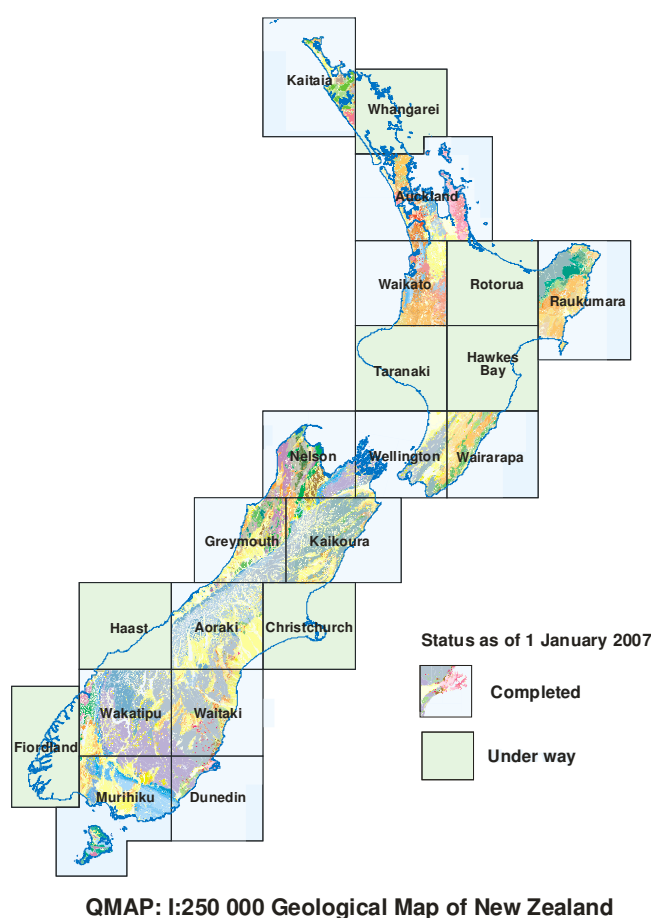 Kaitaia
Whangarei
Auckland
Waikato
Rotorua
Raukumara
Taranaki
Hawkes
Bay
Nelson
Wellington
Wairarapa
Greymouth
Kaikoura
Haast
Aoraki
Christchurch
Status as of 1 January 2007
Completed
Wakatipu
Waitaki
Fiordland
Under way
Murihiku
Dunedin
QMAP: I:250 000 Geological Map of New Zealand